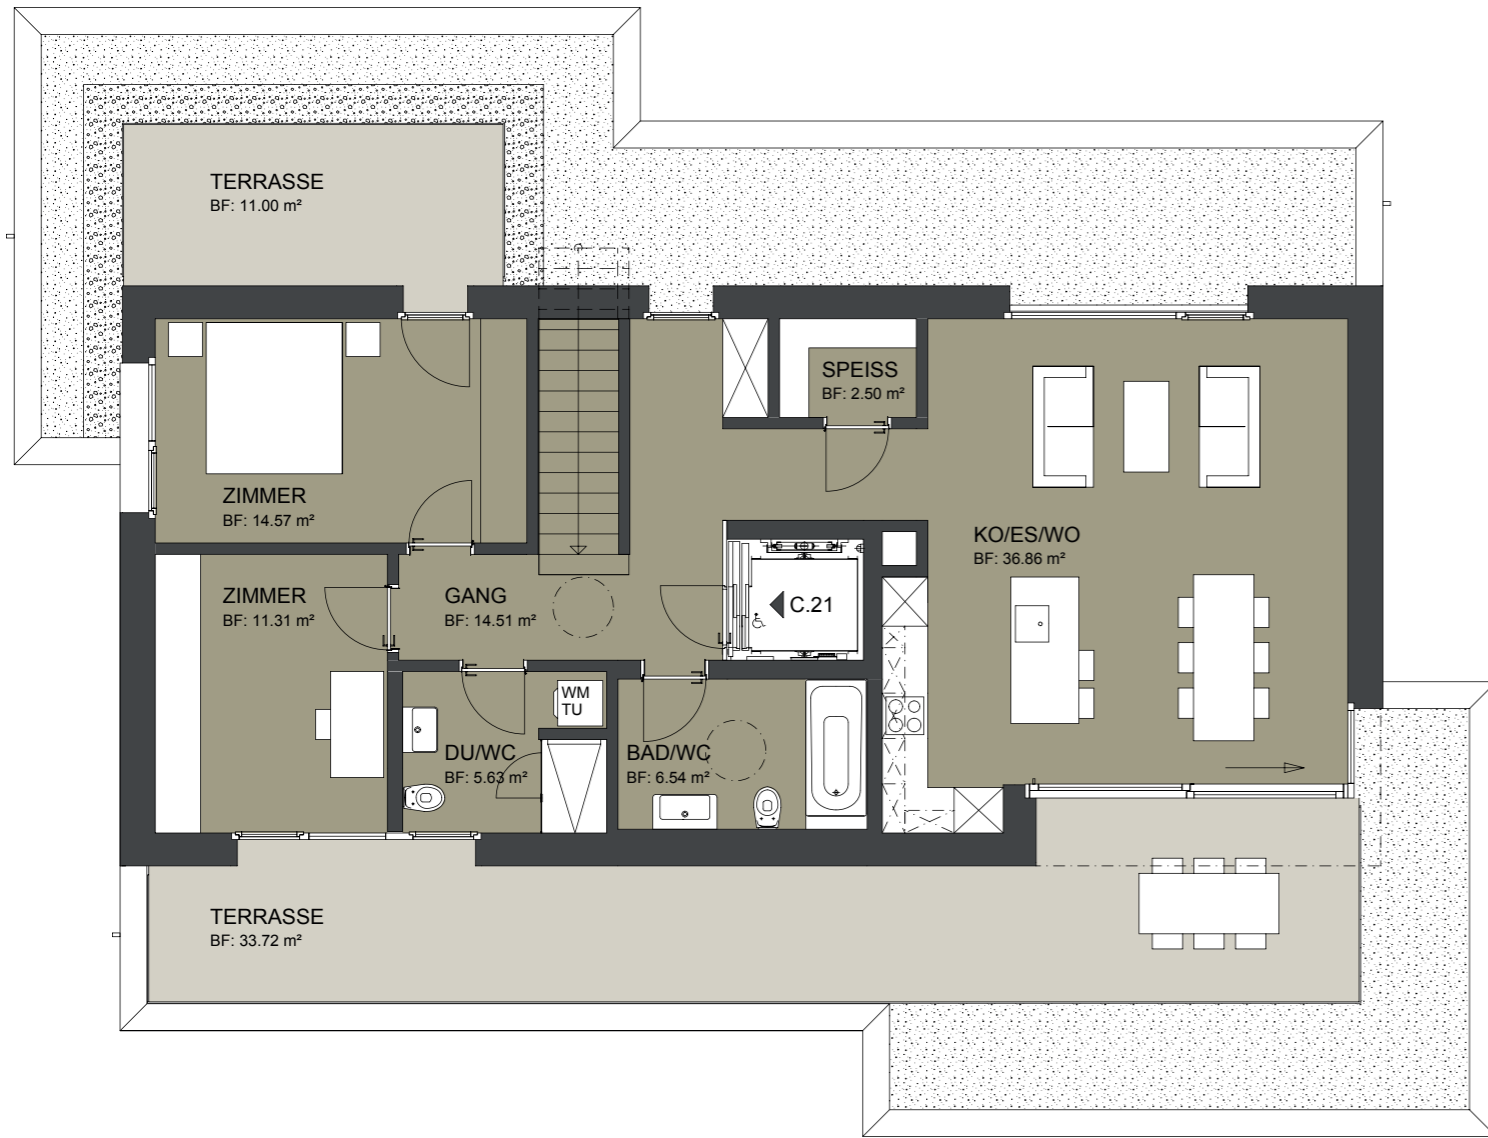 TERRASSE
BF: 11.00 m²
SPEISS
BF: 2.50 m²
ZIMMER
BF: 14.57 m²
KO/ES/WO
BF: 36.86 m²
ZIMMER
BF: 11.31 m²
GANG
BF: 14.51 m²
C.21
WM
TU
DU/WC
BF: 5.63 m²
BAD/WC
BF: 6.54 m²
TERRASSE
BF: 33.72 m²